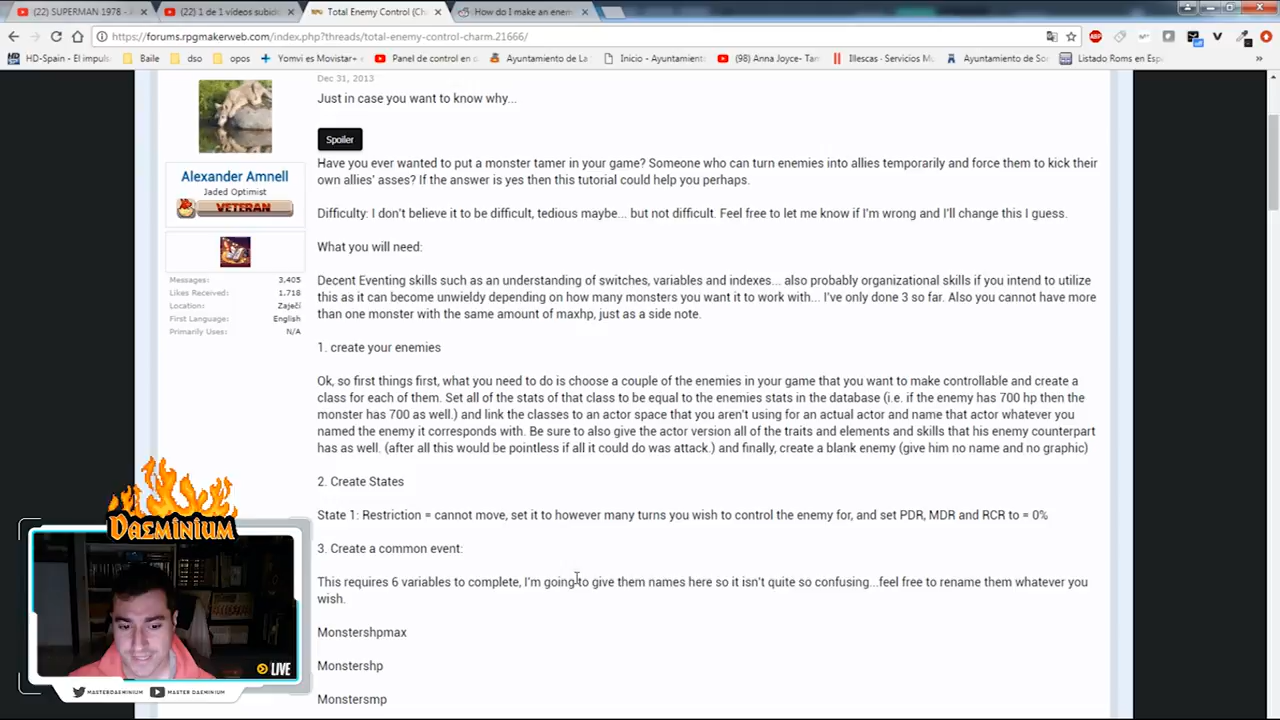 (22) SUPERMAN 1978 - A
(22) 1 de 1 vídeos subido
Total Enemy Control (Ch
How do I make an enem
https://forums.rpgmakerweb.com/index.php?threads/total-enemy-control-charm.21666/
HD-Spain - El impuls
Baile
dso
opos
Yomvi es Movistar+
Panel de control en
Ayuntamiento de La
Inicio - Ayuntament
(98) Anna Joyce- Tan
Illescas · Servicios Mu
Ayuntamiento de So
Listado Roms en Esp
Dec 31, 2013
Just in case you want to know why...
Spoiler
Have you ever wanted to put a monster tamer in your game? Someone who can turn enemies into allies temporarily and force them to kick their
own allies' asses? If the answer is yes then this tutorial could help you perhaps.
Alexander Amnell
Jaded Optimist
VETERAN
Difficulty: I don't believe it to be difficult, tedious maybe... but not difficult. Feel free to let me know if I'm wrong and I'll change this I guess.
What you will need:
Messages: 3,405
Likes Received: 1,718
Location: Zaječí
First Language: English
Primarily Uses: N/A
Decent Eventing skills such as an understanding of switches, variables and indexes... also probably organizational skills if you intend to utilize
this as it can become unwieldy depending on how many monsters you want it to work with... I've only done 3 so far. Also you cannot have more
than one monster with the same amount of maxhp, just as a side note.
1. create your enemies
Ok, so first things first, what you need to do is choose a couple of the enemies in your game that you want to make controllable and create a
class for each of them. Set all of the stats of that class to be equal to the enemies stats in the database (i.e. if the enemy has 700 hp then the
monster has 700 as well.) and link the classes to an actor space that you aren't using for an actual actor and name that actor whatever you
named the enemy it corresponds with. Be sure to also give the actor version all of the traits and elements and skills that his enemy counterpart
has as well. (after all this would be pointless if all it could do was attack.) and finally, create a blank enemy (give him no name and no graphic)
2. Create States
State 1: Restriction = cannot move, set it to however many turns you wish to control the enemy for, and set PDR, MDR and RCR to = 0%
3. Create a common event:
This requires 6 variables to complete, I'm going to give them names here so it isn't quite so confusing...feel free to rename them whatever you
wish.
Monstershpmax
Monstershp
Monstersmp
DAEMINIUM
LIVE
MASTERDAEMINIUM
MASTER DAEMINIUM